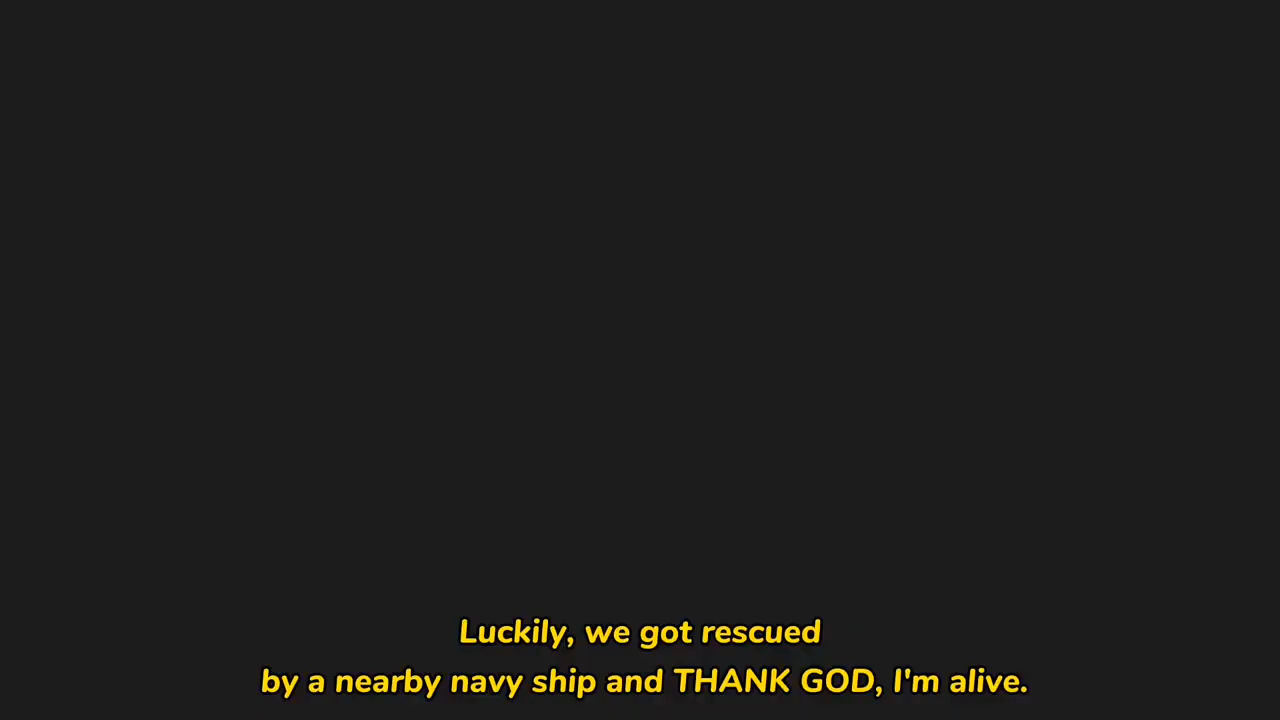 Luckily, we got rescued
by a nearby navy ship and THANK GOD, I'm alive.